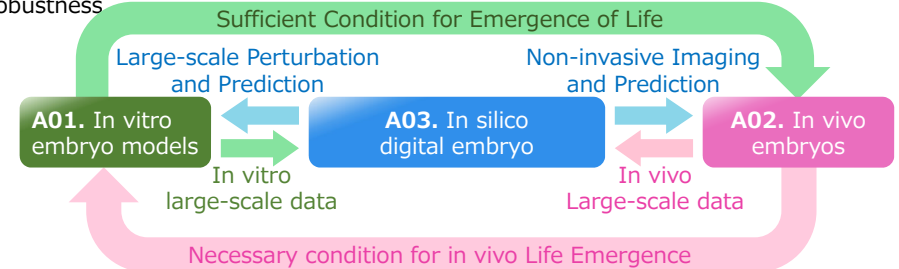 obustness
Sufficient Condition for Emergence of Life
Large-scale Perturbation
and Prediction
Non-invasive Imaging
and Prediction
A01. In vitro
embryo models
A03. In silico
digital embryo
A02. In vivo
embryos
In vitro
large-scale data
In vivo
Large-scale data
Necessary condition for in vivo Life Emergence